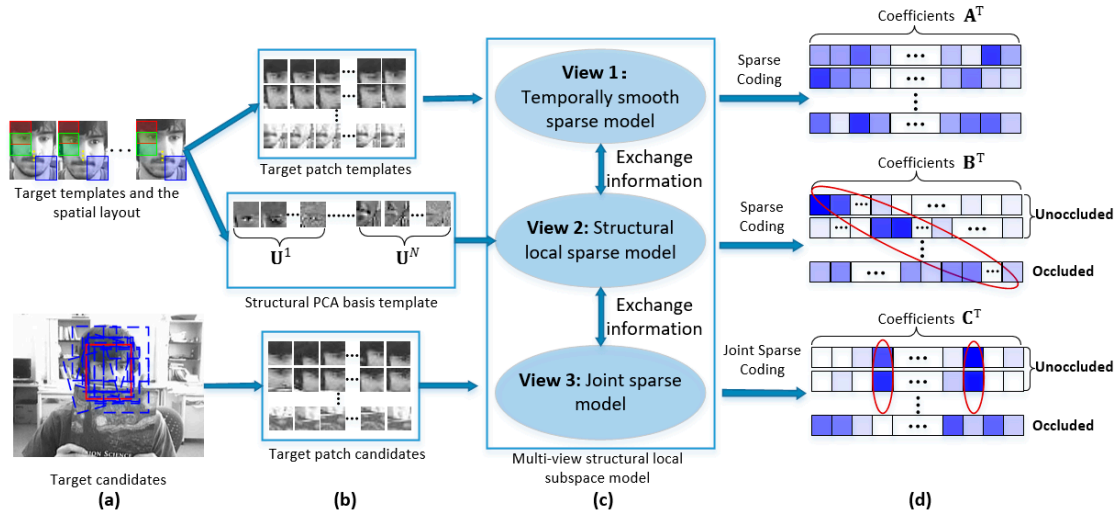 Target templates and the
spatial layout
Target candidates
(a)
Target patch templates
U¹
U^N
Structural PCA basis template
Target patch candidates
(b)
View 1:
Temporally smooth
sparse model
Exchange
information
View 2: Structural
local sparse model
Exchange
information
View 3: Joint sparse
model
Multi-view structural local
subspace model
(c)
Sparse
Coding
Sparse
Coding
Joint Sparse
Coding
Coefficients A^T
Coefficients B^T
Unoccluded
Occluded
Coefficients C^T
Unoccluded
Occluded
(d)